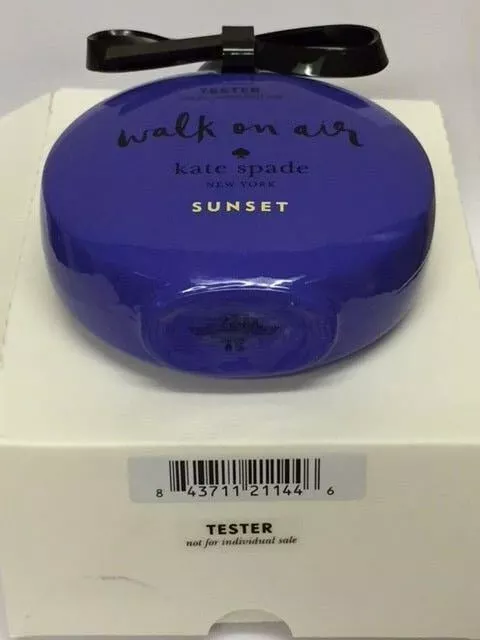 TESTER
walk on air
kate spade
NEW YORK
SUNSET
8 43711 21144 6
TESTER
not for individual sale